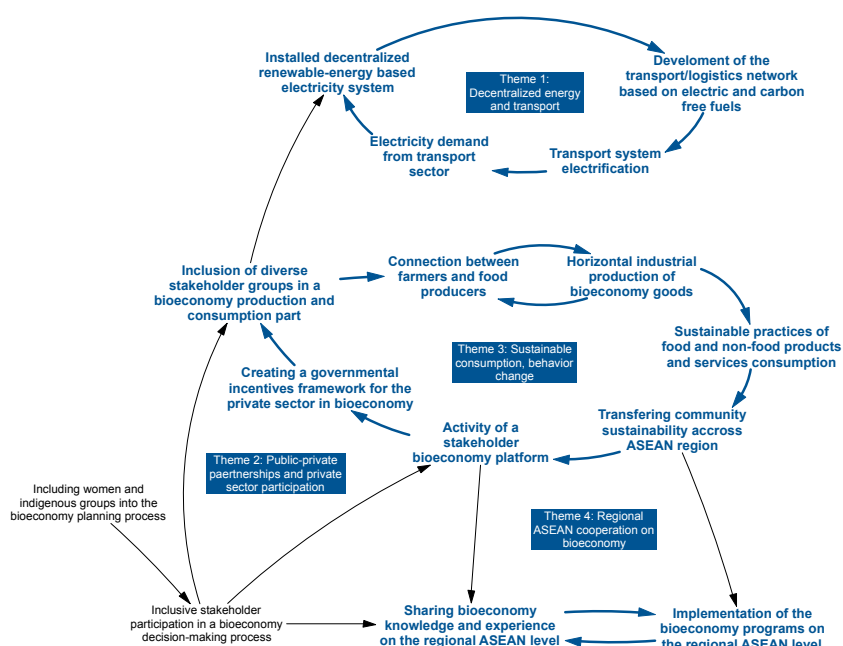 Installed decentralized
renewable-energy based
electricity system
Develoment of the
transport/logistics network
based on electric and carbon
free fuels
Theme 1:
Decentralized energy
and transport
Electricity demand
from transport
sector
Transport system
electrification
Inclusion of diverse
stakeholder groups in a
bioeconomy production and
consumption part
Connection between
farmers and food
producers
Horizontal industrial
production of
bioeconomy goods
Sustainable practices of
food and non-food products
and services consumption
Theme 3: Sustainable
consumption, behavior
change
Creating a governmental
incentives framework for the
private sector in bioeconomy
Activity of a
stakeholder
bioeconomy platform
Transfering community
sustainability accross
ASEAN region
Theme 2: Public-private
paertnerships and private
sector participation
Including women and
indigenous groups into the
bioeconomy planning process
Theme 4: Regional
ASEAN cooperation on
bioeconomy
Inclusive stakeholder
participation in a bioeconomy
decision-making process
Sharing bioeconomy
knowledge and experience
on the regional ASEAN level
Implementation of the
bioeconomy programs on
the regional ASEAN level